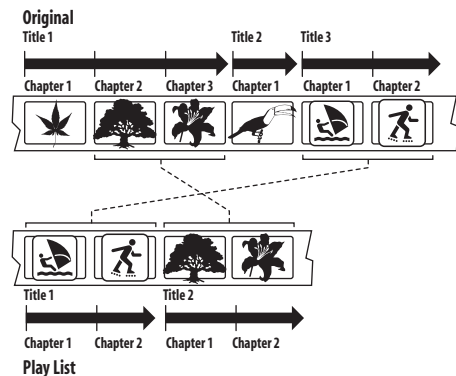 Original
Title 1 Title 2 Title 3
Chapter 1 Chapter 2 Chapter 3 Chapter 1 Chapter 1 Chapter 2
Title 1 Title 2
Chapter 1 Chapter 2 Chapter 1 Chapter 2
Play List